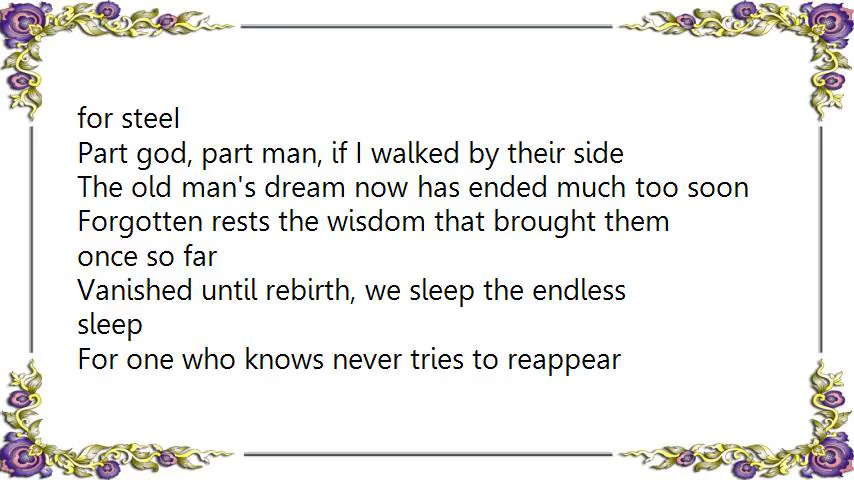 for steel
Part god, part man, if I walked by their side
The old man's dream now has ended much too soon
Forgotten rests the wisdom that brought them
once so far
Vanished until rebirth, we sleep the endless
sleep
For one who knows never tries to reappear